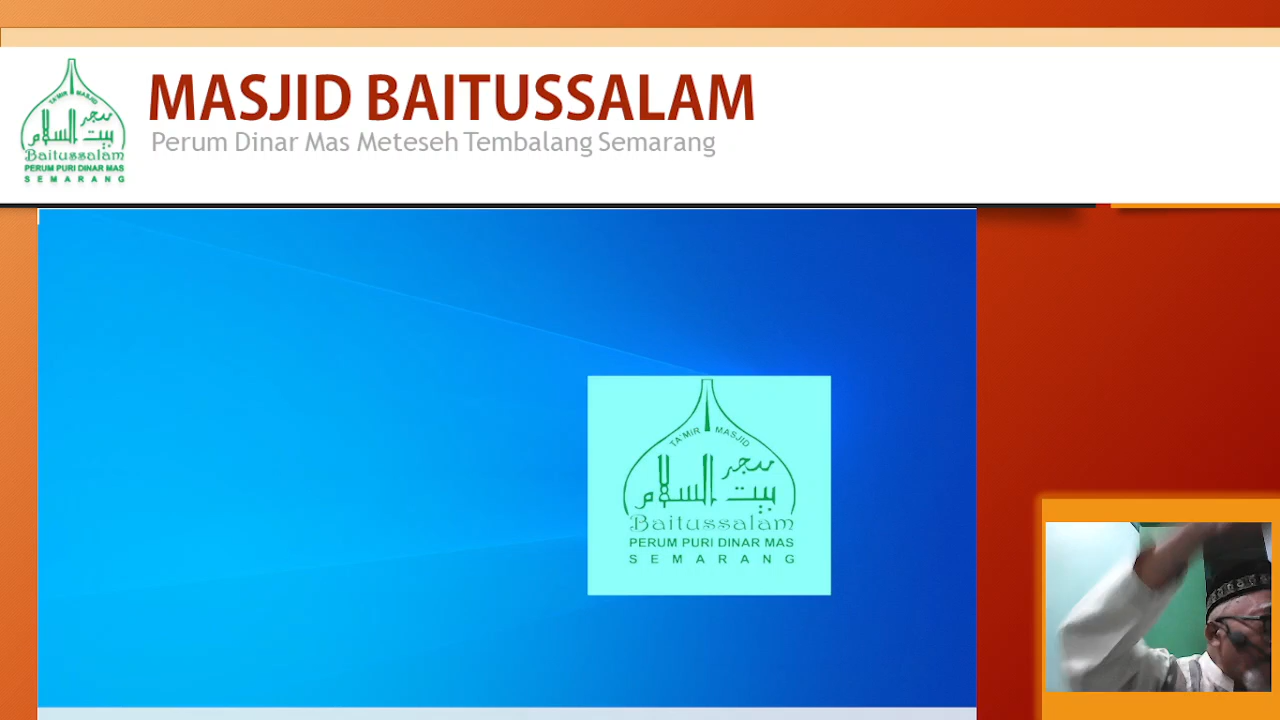 MASJID BAITUSSALAM
Perum Dinar Mas Meteseh Tembalang Semarang
TA'MIR MASJID
مسجد
بيت السلام
Baitussalam
PERUM PURI DINAR MAS
SEMARANG
TA'MIR MASJID
مسجد
بيت السلام
Baitussalam
PERUM PURI DINAR MAS
SEMARANG